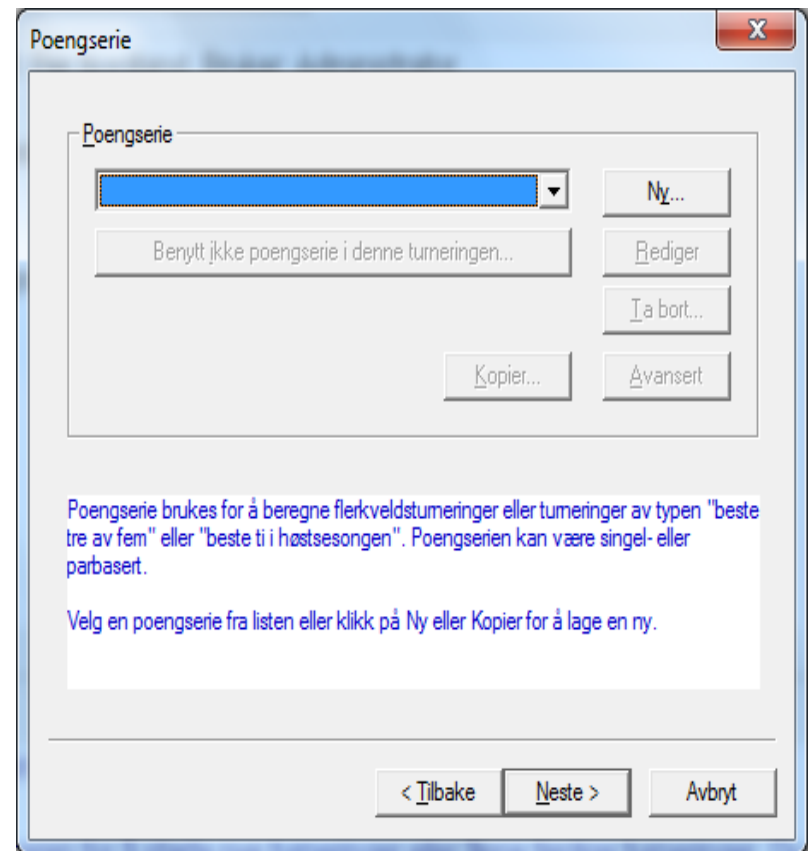 Poengserie
Poengserie
Ny...
Benytt ikke poengserie i denne turneringen...
Rediger
Ta bort...
Kopier...
Avansert
Poengserie brukes for å beregne flerkveldsturneringer eller turneringer av typen "beste
tre av fem" eller "beste ti i høstsesongen". Poengserien kan være singel- eller
parbasert.
Velg en poengserie fra listen eller klikk på Ny eller Kopier for å lage en ny.
< Tilbake
Neste >
Avbryt